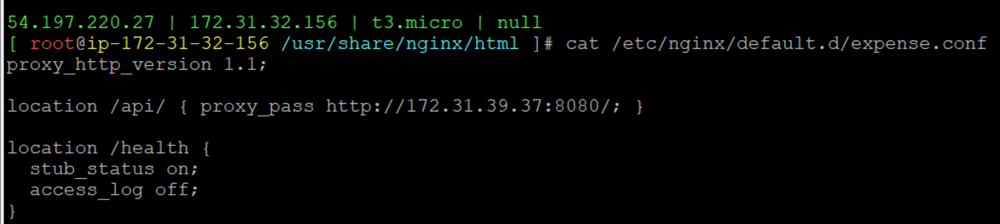 54.197.220.27 | 172.31.32.156 | t3.micro | null
[ root@ip-172-31-32-156 /usr/share/nginx/html ]# cat /etc/nginx/default.d/expense.conf
proxy_http_version 1.1;
location /api/ { proxy_pass http://172.31.39.37:8080/; }
location /health {
  stub_status on;
  access_log off;
}